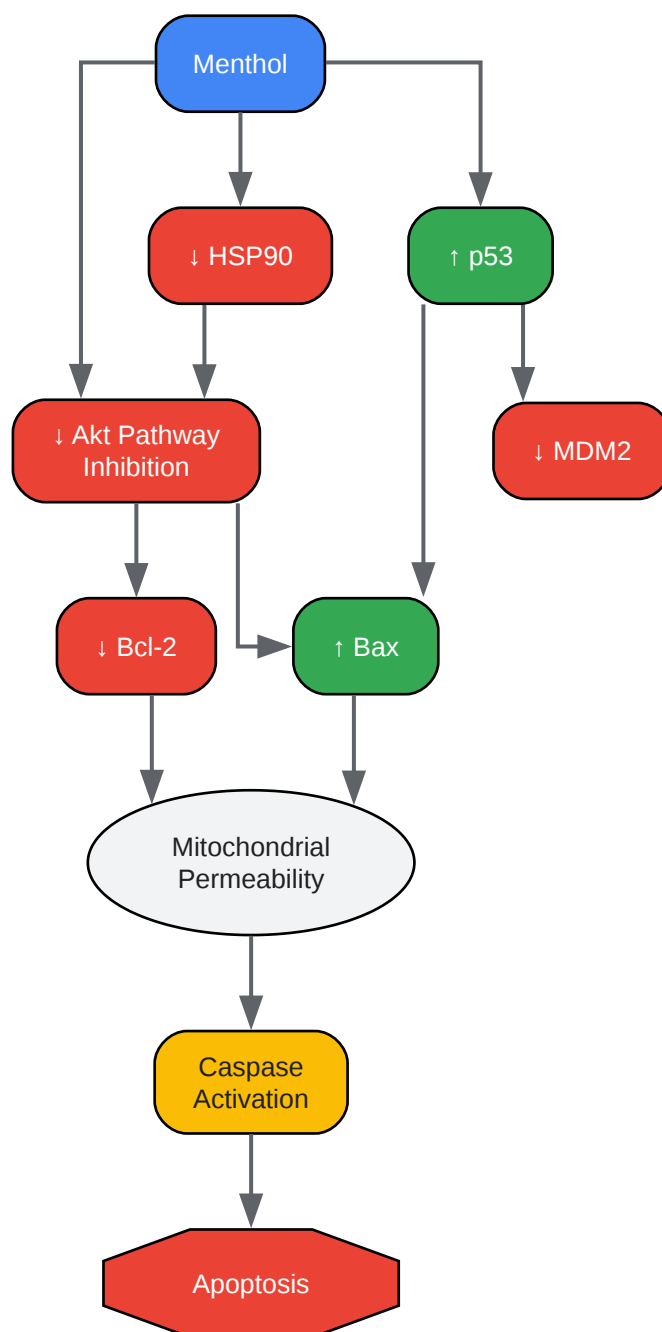 Menthol
↓ HSP90
↑ p53
↓ Akt Pathway
Inhibition
↓ MDM2
↓ Bcl-2
↑ Bax
Mitochondrial
Permeability
Caspase
Activation
Apoptosis